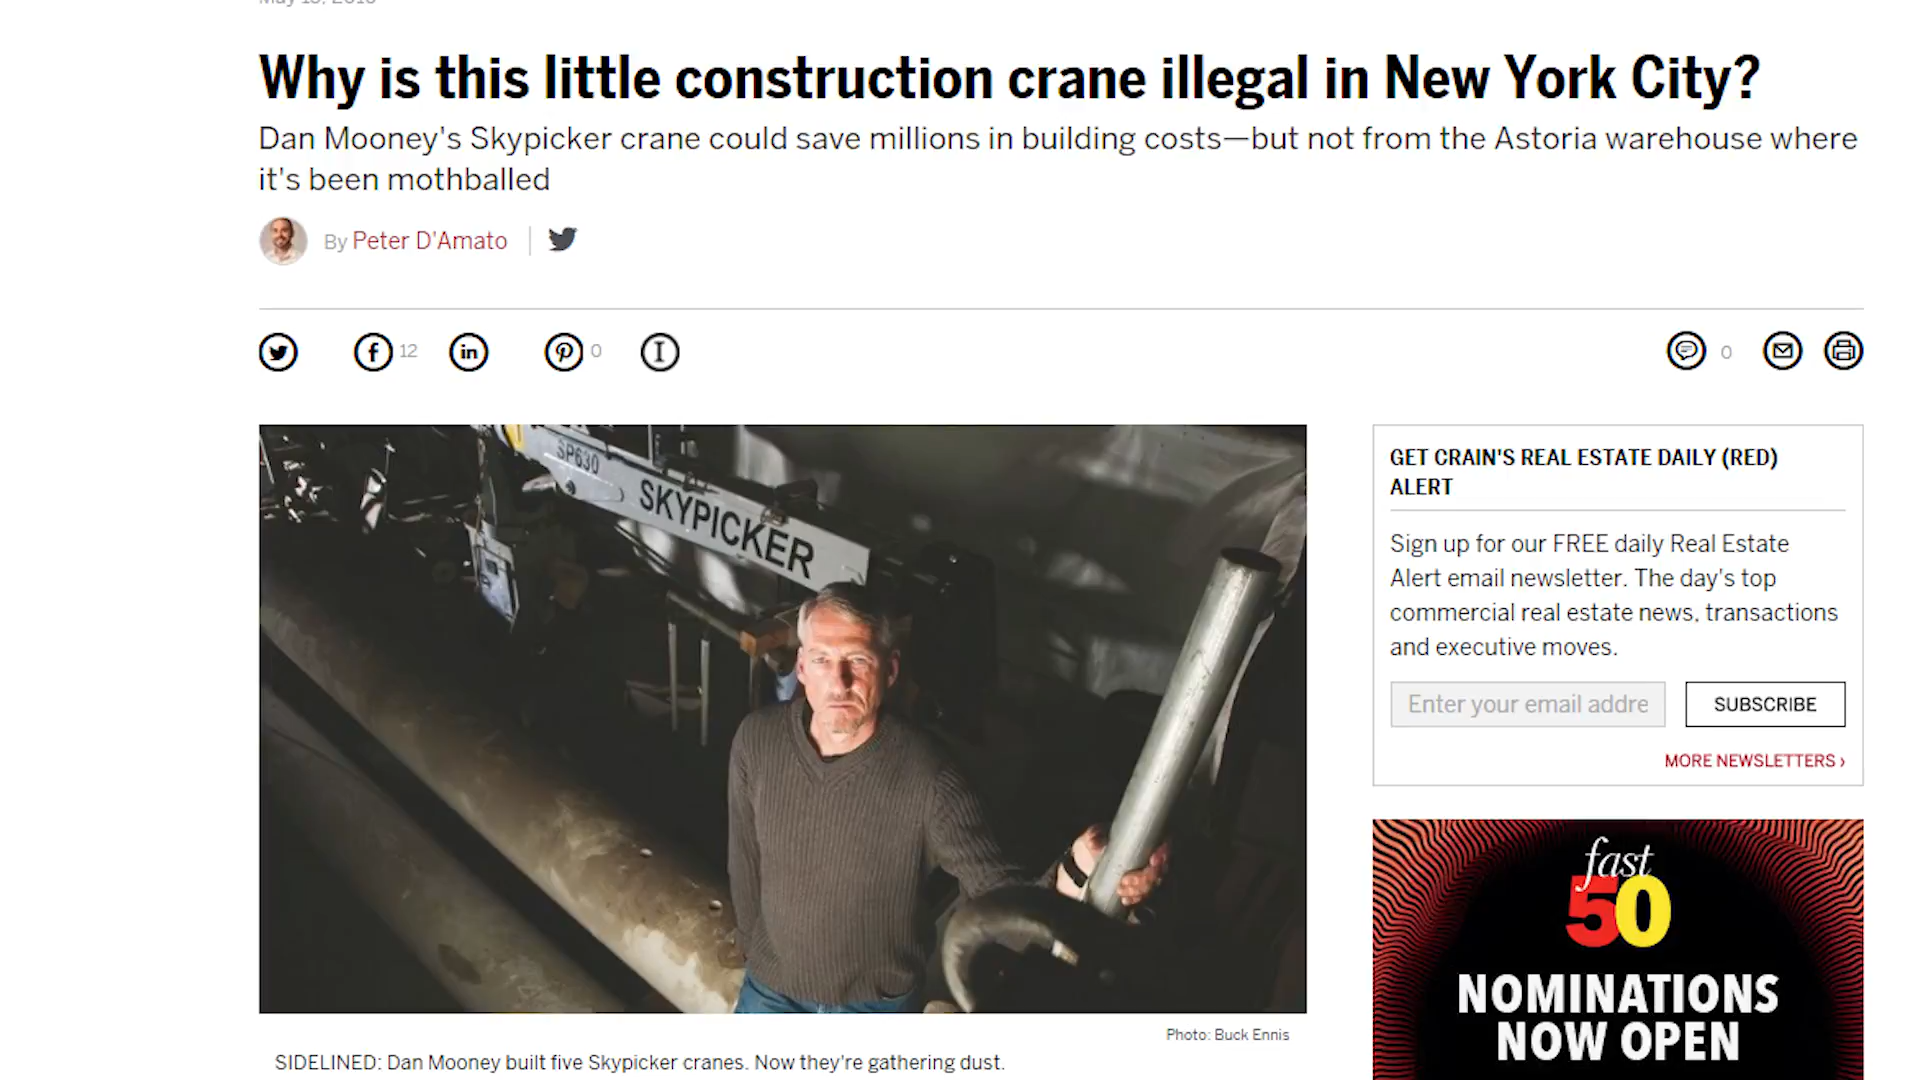 Why is this little construction crane illegal in New York City?
Dan Mooney's Skypicker crane could save millions in building costs—but not from the Astoria warehouse where
it's been mothballed
By Peter D'Amato
12
0
0
SP630
SKYPICKER
GET CRAIN'S REAL ESTATE DAILY (RED)
ALERT
Sign up for our FREE daily Real Estate
Alert email newsletter. The day's top
commercial real estate news, transactions
and executive moves.
Enter your email addre
SUBSCRIBE
MORE NEWSLETTERS ›
fast
50
NOMINATIONS
NOW OPEN
Photo: Buck Ennis
SIDELINED: Dan Mooney built five Skypicker cranes. Now they're gathering dust.